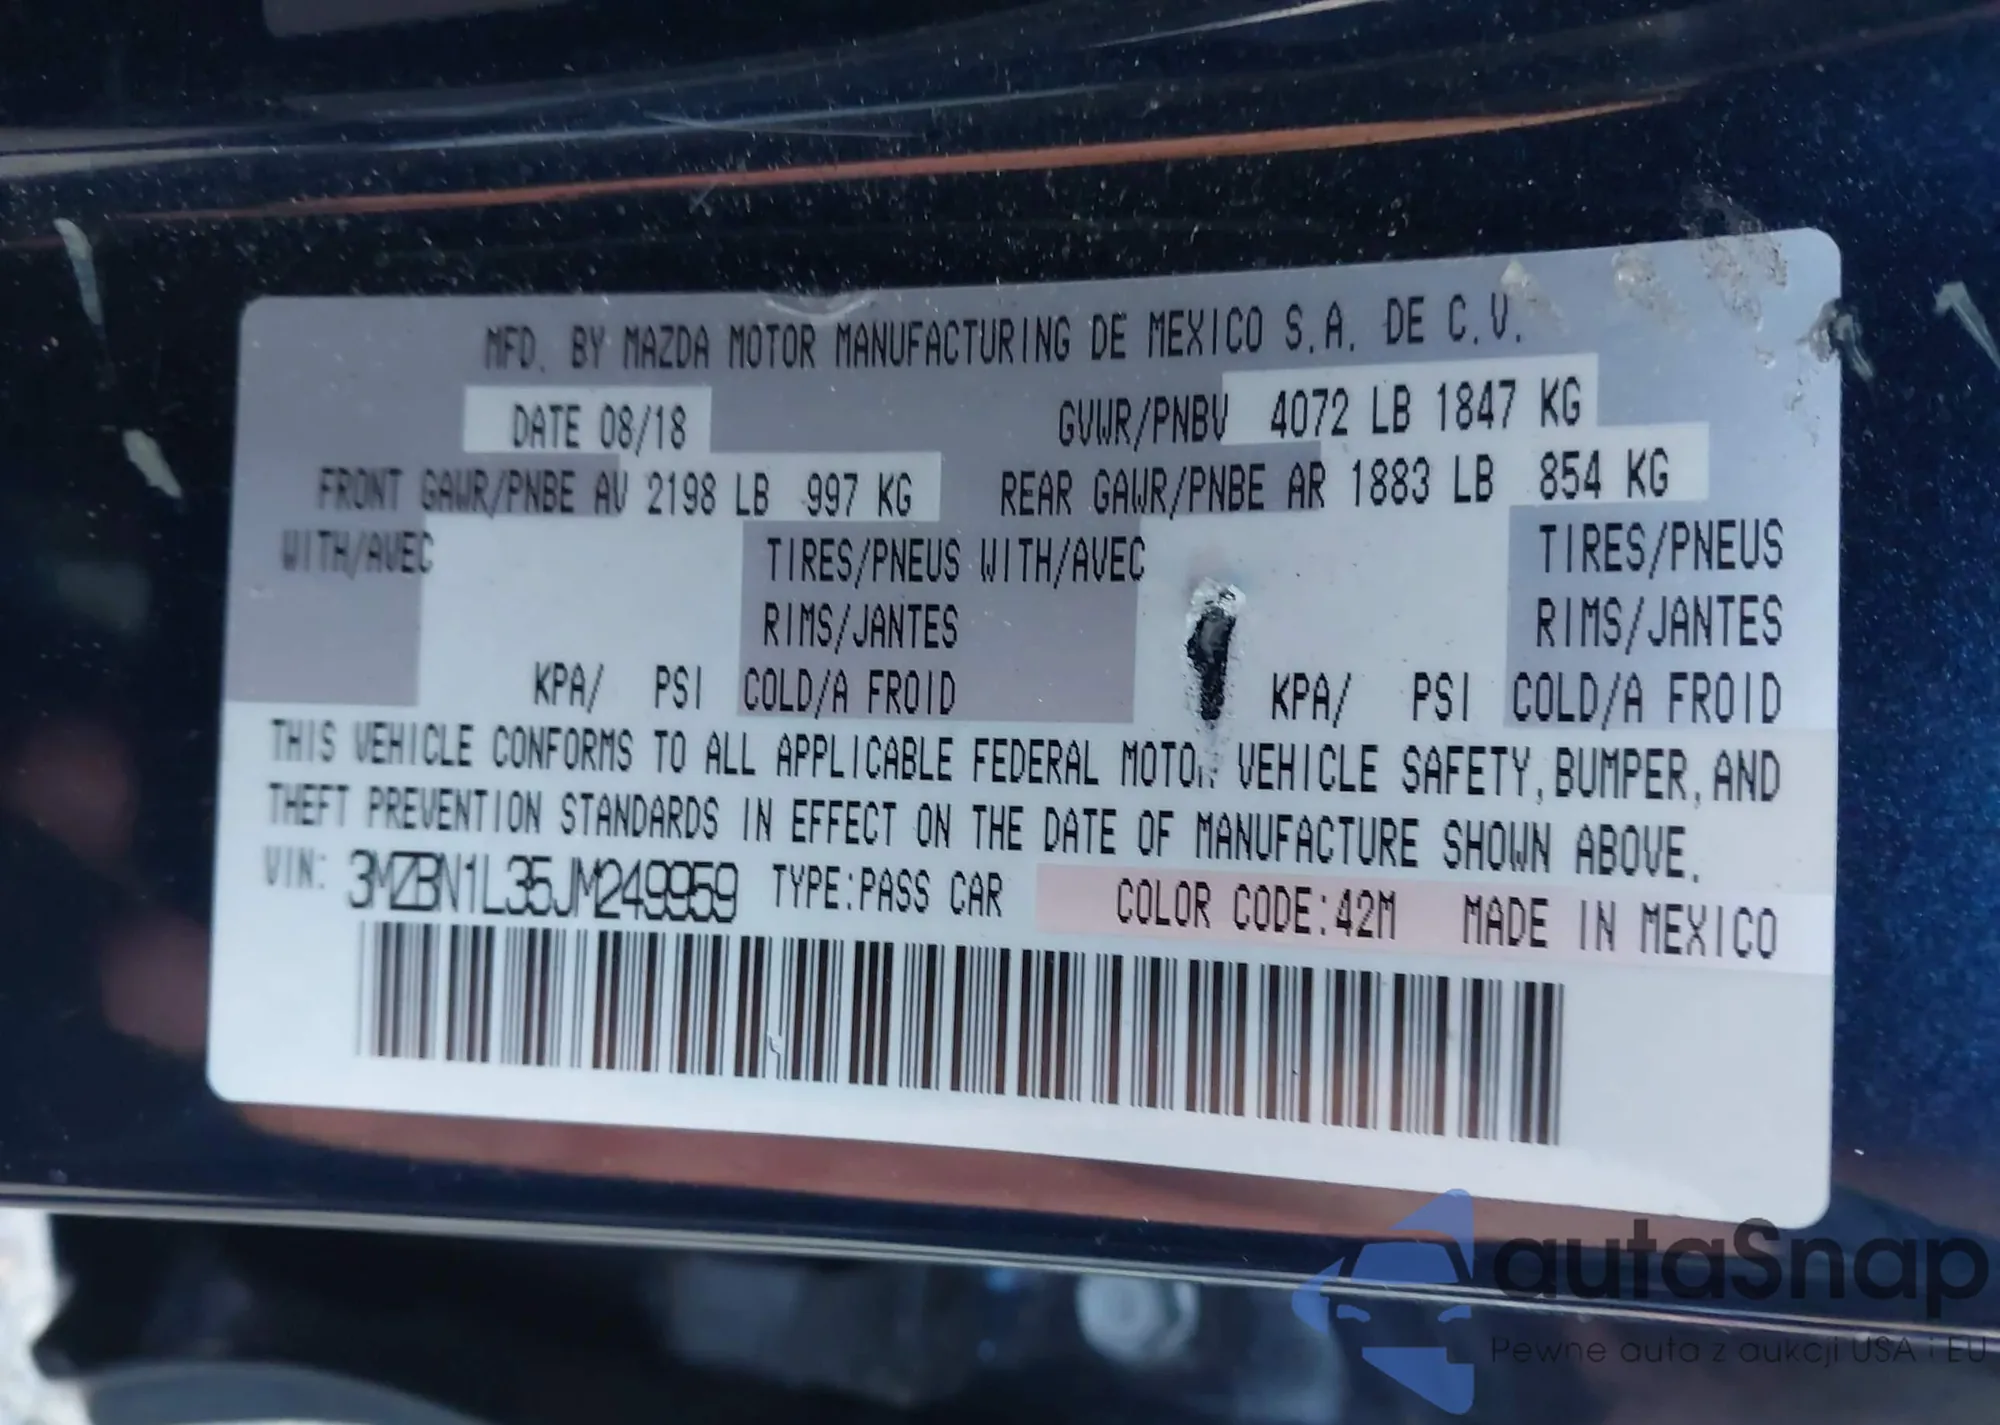 MFD. BY MAZDA MOTOR MANUFACTURING DE MEXICO S.A. DE C.V.
DATE 08/18 GVWR/PNBV 4072 LB 1847 KG
FRONT GAWR/PNBE AV 2198 LB 997 KG REAR GAWR/PNBE AR 1883 LB 854 KG
WITH/AVEC TIRES/PNEUS WITH/AVEC TIRES/PNEUS
RIMS/JANTES RIMS/JANTES
KPA/ PSI COLD/A FROID KPA/ PSI COLD/A FROID
THIS VEHICLE CONFORMS TO ALL APPLICABLE FEDERAL MOTOR VEHICLE SAFETY, BUMPER, AND
THEFT PREVENTION STANDARDS IN EFFECT ON THE DATE OF MANUFACTURE SHOWN ABOVE.
VIN: 3MZBN1L35JM249959 TYPE:PASS CAR COLOR CODE:42M MADE IN MEXICO
autaSnap
Pewne auta z aukcji USA i EU